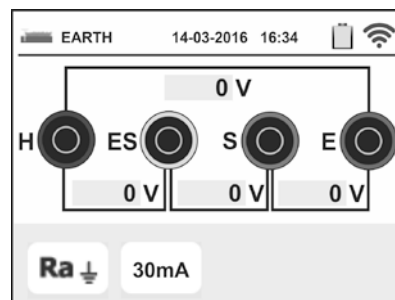 EARTH 14-03-2016 16:34
0 V
H ES S E
0 V 0 V 0 V
Ra 30mA